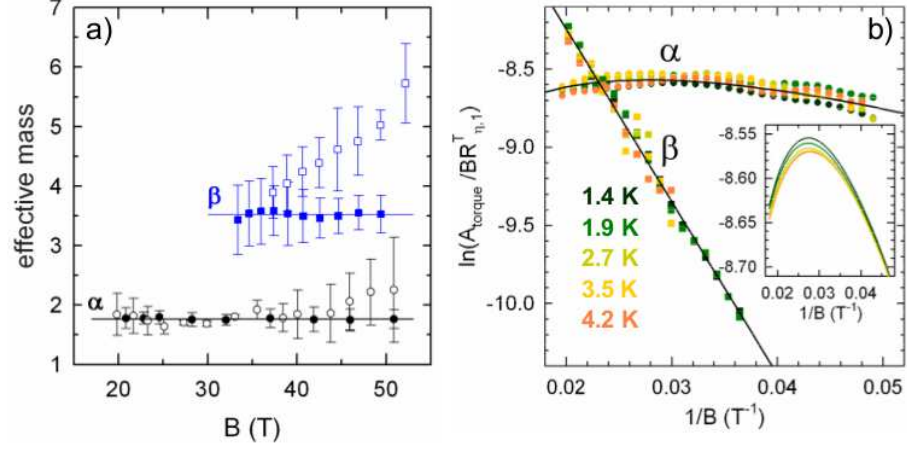 a)
effective mass
7
6
5
4
3
2
1
β
α
20 30 40 50
B (T)
b)
ln(A_torque /BR^T_η,1)
-8.5
-9.0
-9.5
-10.0
α
β
1.4 K
1.9 K
2.7 K
3.5 K
4.2 K
-8.55
-8.60
-8.65
-8.70
0.02 0.03 0.04
1/B (T⁻¹)
0.02 0.03 0.04 0.05
1/B (T⁻¹)